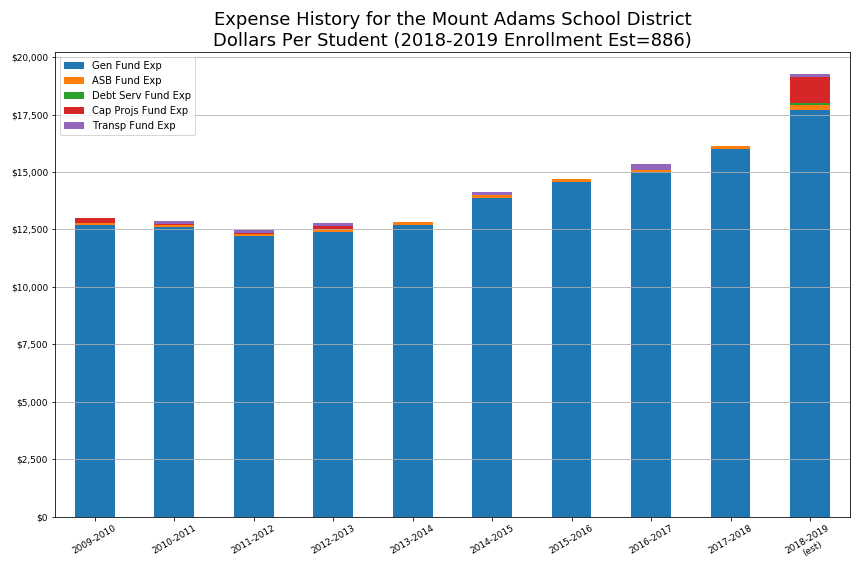 Expense History for the Mount Adams School District
Dollars Per Student (2018-2019 Enrollment Est=886)
Gen Fund Exp
ASB Fund Exp
Debt Serv Fund Exp
Cap Projs Fund Exp
Transp Fund Exp
$20,000
$17,500
$15,000
$12,500
$10,000
$7,500
$5,000
$2,500
$0
2009-2010
2010-2011
2011-2012
2012-2013
2013-2014
2014-2015
2015-2016
2016-2017
2017-2018
2018-2019
(est)